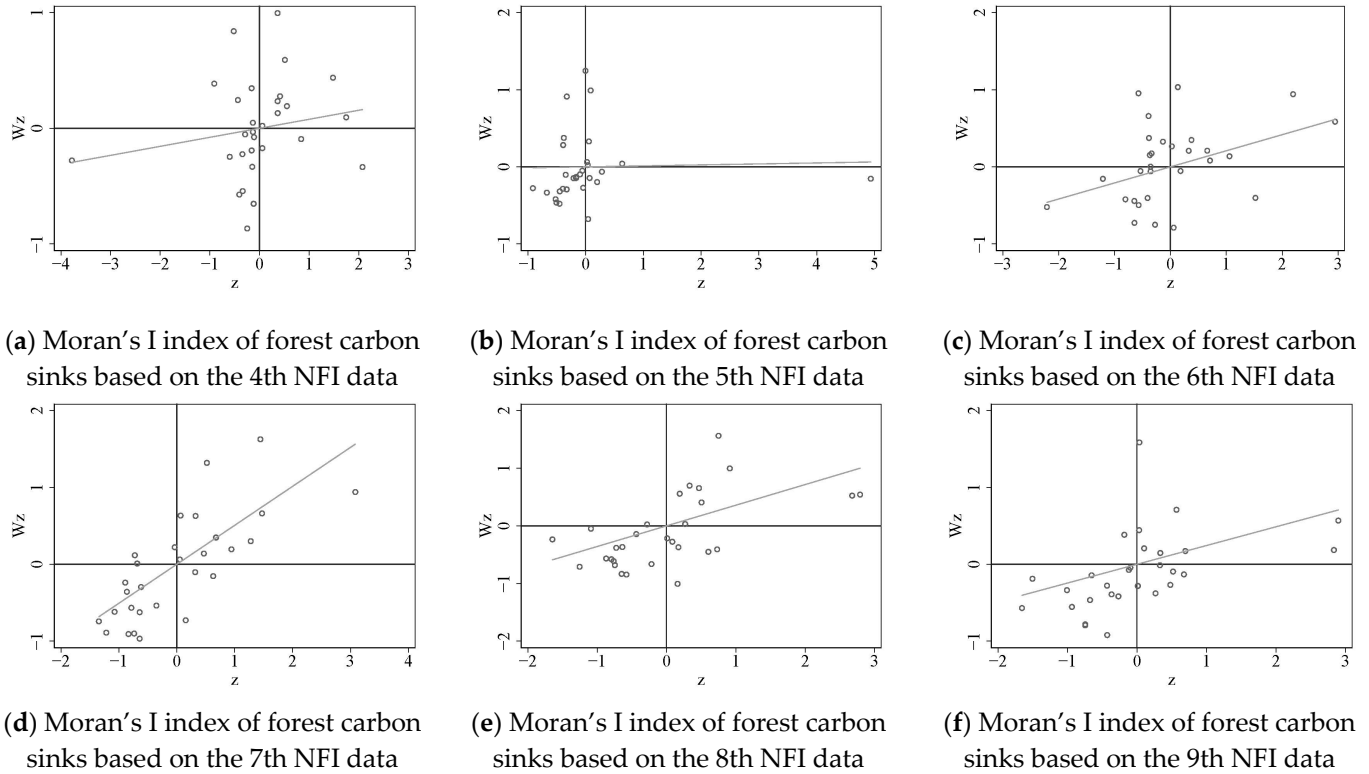 1
0
−1
Wz
−4 −3 −2 −1 0 1 2 3
z
2
1
0
−1
Wz
−1 0 1 2 3 4 5
z
2
1
0
−1
Wz
−3 −2 −1 0 1 2 3
z
(a) Moran's I index of forest carbon
sinks based on the 4th NFI data
(b) Moran's I index of forest carbon
sinks based on the 5th NFI data
(c) Moran's I index of forest carbon
sinks based on the 6th NFI data
2
1
0
−1
Wz
−2 −1 0 1 2 3 4
z
2
1
0
−1
−2
Wz
−2 −1 0 1 2 3
z
2
1
0
−1
Wz
−2 −1 0 1 2 3
z
(d) Moran's I index of forest carbon
sinks based on the 7th NFI data
(e) Moran's I index of forest carbon
sinks based on the 8th NFI data
(f) Moran's I index of forest carbon
sinks based on the 9th NFI data